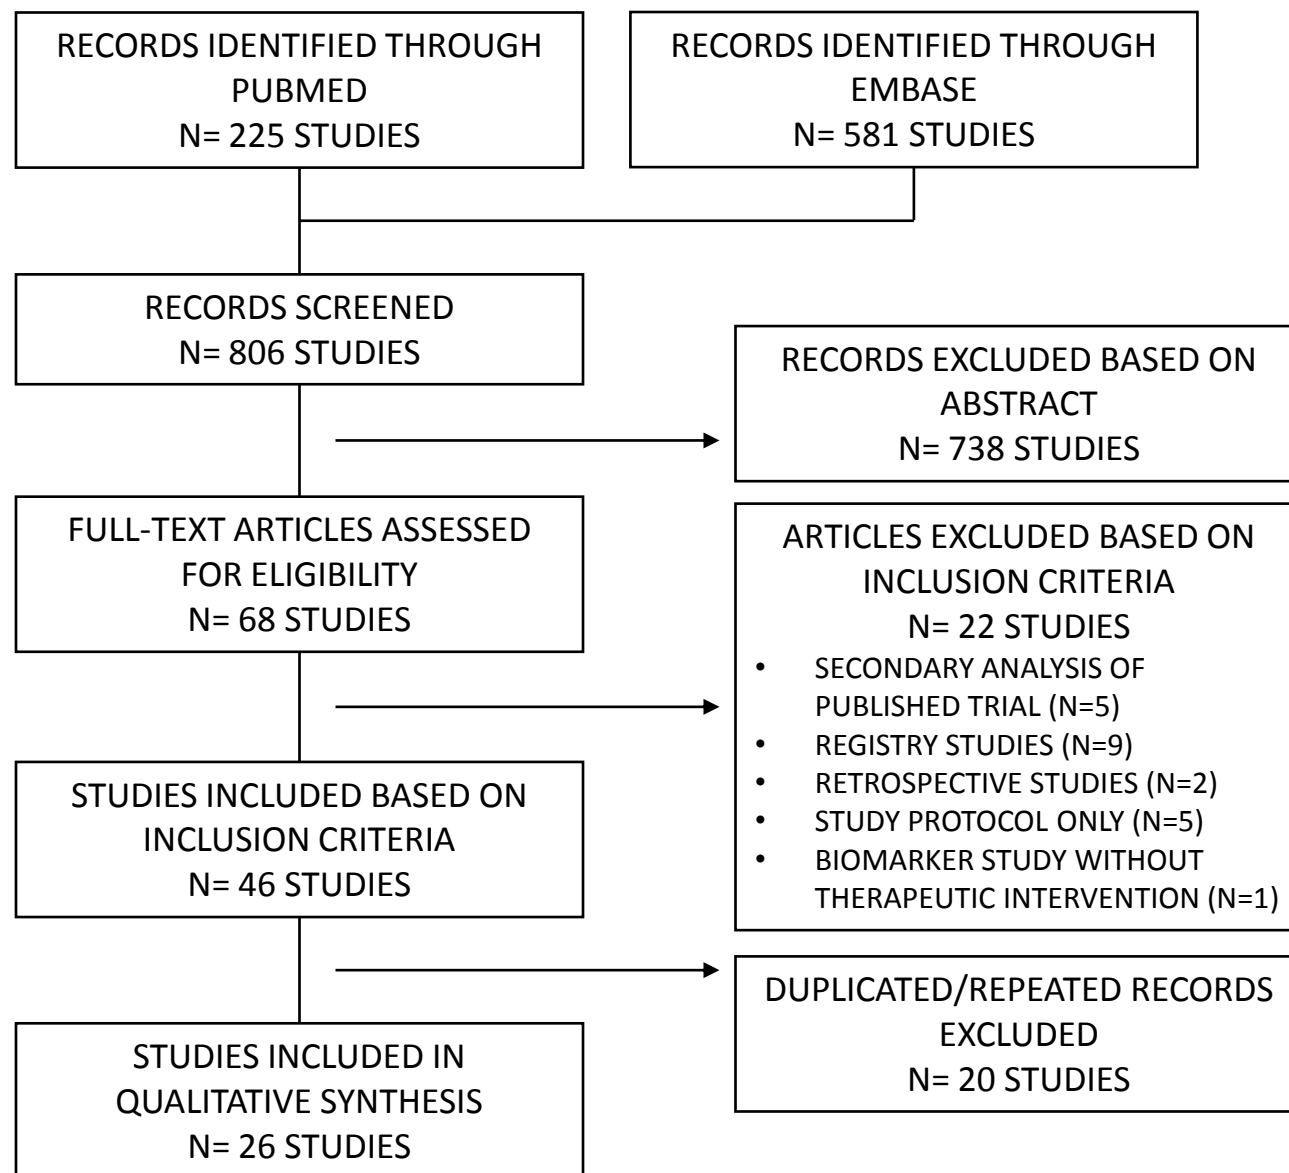 RECORDS IDENTIFIED THROUGH
PUBMED
N= 225 STUDIES
RECORDS IDENTIFIED THROUGH
EMBASE
N= 581 STUDIES
RECORDS SCREENED
N= 806 STUDIES
RECORDS EXCLUDED BASED ON
ABSTRACT
N= 738 STUDIES
FULL-TEXT ARTICLES ASSESSED
FOR ELIGIBILITY
N= 68 STUDIES
ARTICLES EXCLUDED BASED ON
INCLUSION CRITERIA
N= 22 STUDIES
• SECONDARY ANALYSIS OF
PUBLISHED TRIAL (N=5)
• REGISTRY STUDIES (N=9)
• RETROSPECTIVE STUDIES (N=2)
• STUDY PROTOCOL ONLY (N=5)
• BIOMARKER STUDY WITHOUT
THERAPEUTIC INTERVENTION (N=1)
STUDIES INCLUDED BASED ON
INCLUSION CRITERIA
N= 46 STUDIES
DUPLICATED/REPEATED RECORDS
EXCLUDED
N= 20 STUDIES
STUDIES INCLUDED IN
QUALITATIVE SYNTHESIS
N= 26 STUDIES